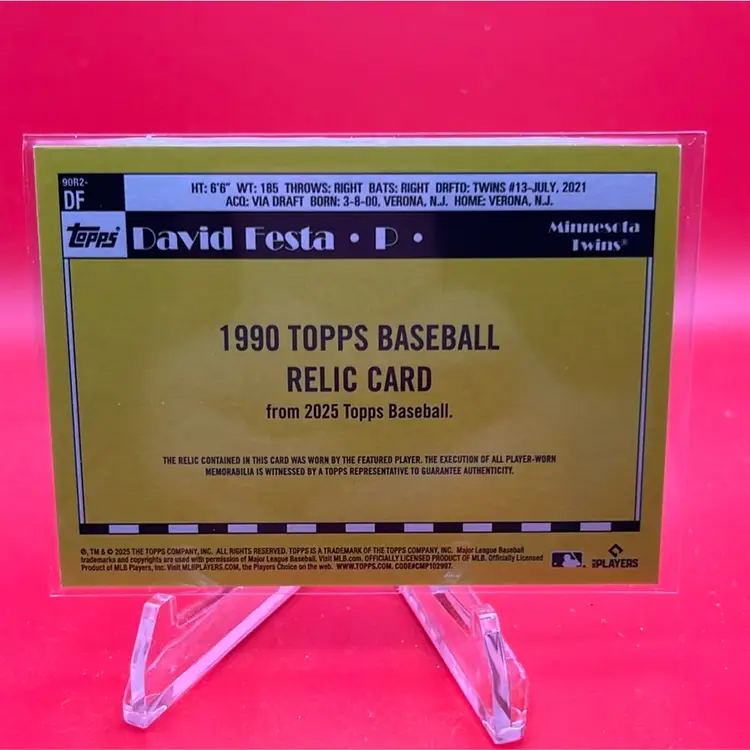 90R2-
DF
HT: 6'6" WT: 185 THROWS: RIGHT BATS: RIGHT DRFTD: TWINS #13-JULY, 2021
ACQ: VIA DRAFT BORN: 3-8-00, VERONA, N.J. HOME: VERONA, N.J.
Topps David Festa • P •
Minnesota
Twins®
1990 TOPPS BASEBALL
RELIC CARD
from 2025 Topps Baseball.
THE RELIC CONTAINED IN THIS CARD WAS WORN BY THE FEATURED PLAYER. THE EXECUTION OF ALL PLAYER-WORN
MEMORABILIA IS WITNESSED BY A TOPPS REPRESENTATIVE TO GUARANTEE AUTHENTICITY.
®, TM & © 2025 THE TOPPS COMPANY, INC. ALL RIGHTS RESERVED. TOPPS IS A TRADEMARK OF THE TOPPS COMPANY, INC. Major League Baseball
trademarks and copyrights are used with permission of Major League Baseball. Visit MLB.com. OFFICIALLY LICENSED PRODUCT OF MLB. Officially Licensed
Product of MLB Players, Inc. Visit MLBPLAYERS.COM, the Players Choice on the web. WWW.TOPPS.COM. CODE#CMP102987.
PLAYERS